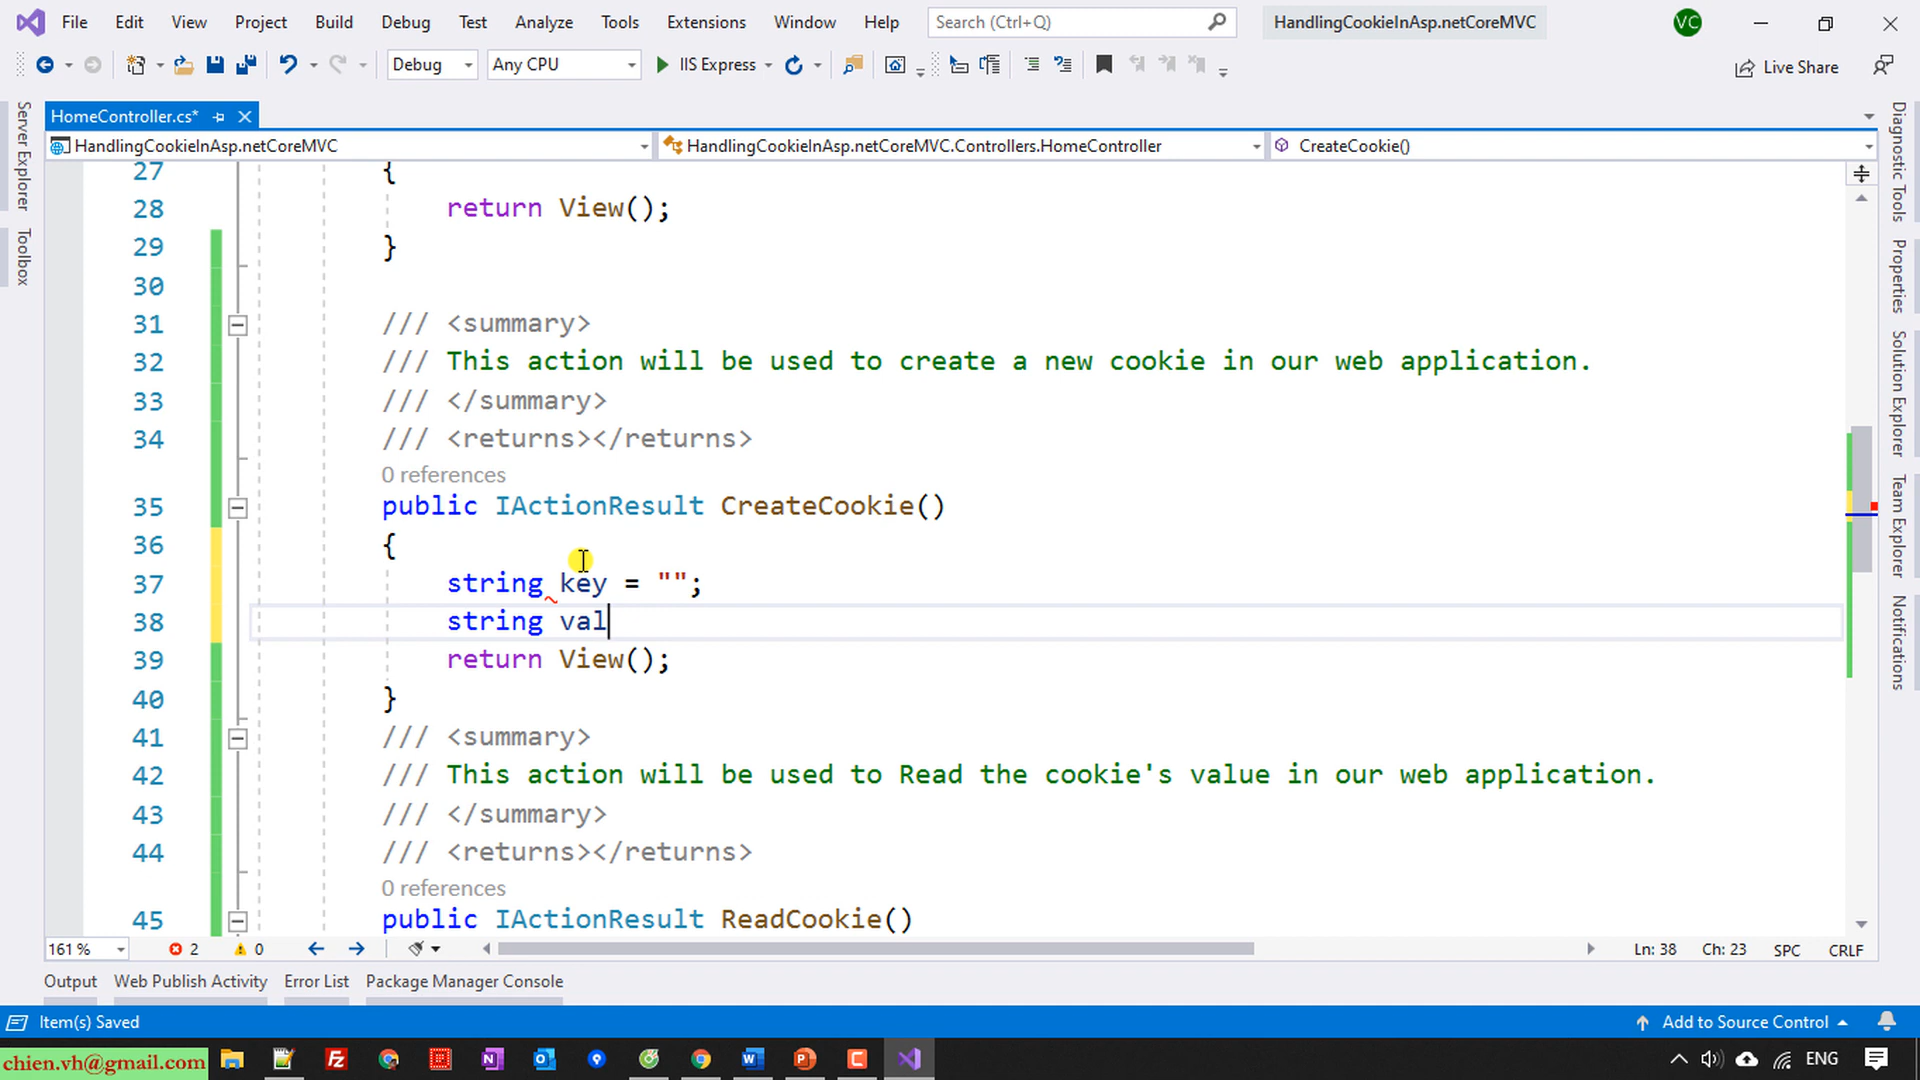 File Edit View Project Build Debug Test Analyze Tools Extensions Window Help Search (Ctrl+Q) HandlingCookieInAsp.netCoreMVC VC
Debug Any CPU IIS Express Live Share
HomeController.cs*
HandlingCookieInAsp.netCoreMVC HandlingCookieInAsp.netCoreMVC.Controllers.HomeController CreateCookie()
Server Explorer
Toolbox
27 {
28 return View();
29 }
30
31 /// <summary>
32 /// This action will be used to create a new cookie in our web application.
33 /// </summary>
34 /// <returns></returns>
0 references
35 public IActionResult CreateCookie()
36 {
37 string key = "";
38 string val
39 return View();
40 }
41 /// <summary>
42 /// This action will be used to Read the cookie's value in our web application.
43 /// </summary>
44 /// <returns></returns>
0 references
45 public IActionResult ReadCookie()
Diagnostic Tools
Properties
Solution Explorer
Team Explorer
Notifications
161 % 2 0 Ln: 38 Ch: 23 SPC CRLF
Output Web Publish Activity Error List Package Manager Console
Item(s) Saved Add to Source Control
chien.vh@gmail.com ENG